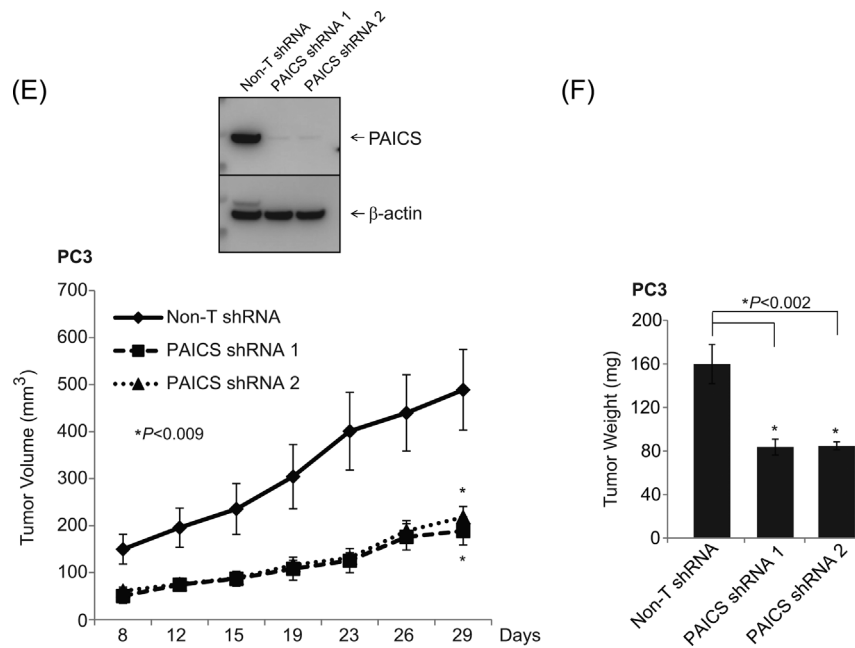 (E)
Non-T shRNA
PAICS shRNA 1
PAICS shRNA 2
←PAICS
←β-actin
PC3
700
600
500
400
300
200
100
0
Tumor Volume (mm³)
Non-T shRNA
PAICS shRNA 1
PAICS shRNA 2
*P<0.009
*
*
8 12 15 19 23 26 29 Days
(F)
PC3
*P<0.002
200
160
120
80
40
0
Tumor Weight (mg)
* *
Non-T shRNA
PAICS shRNA 1
PAICS shRNA 2